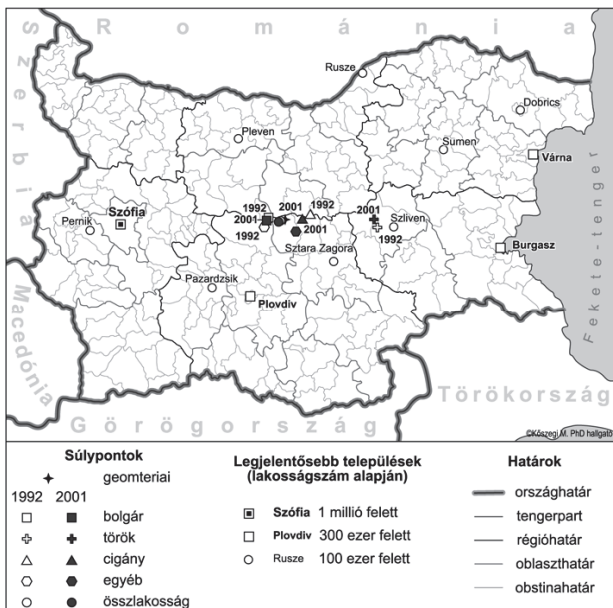 Románia
Szerbia
Rusze
Dobrics
Pleven
Sumen
Várna
1992 2001 1992
Szófia
2001
2001
Szliven
Pernik
1992
2001
1992
Burgasz
Sztara Zagora
Pazardzsik
Plovdiv
Fekete-tenger
Macedónia
Törökország
Görögország
©Kőszegi M. PhD hallgató
Súlypontok
geomteriai
1992 2001
bolgár
török
cigány
egyéb
összlakosság
Legjelentősebb települések
(lakosságszám alapján)
Szófia 1 millió felett
Plovdiv 300 ezer felett
Rusze 100 ezer felett
Határok
országhatár
tengerpart
régióhatár
oblaszthatár
obstinahatár